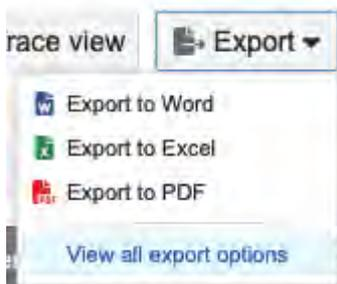 race view
Export
Export to Word
Export to Excel
Export to PDF
View all export options